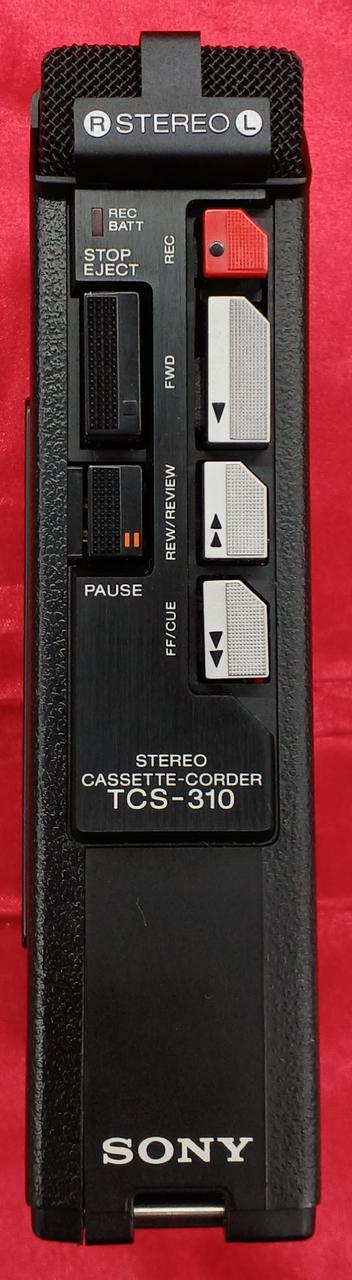 R STEREO L
REC
BATT
STOP
EJECT
REC
FWD
REW/REVIEW
PAUSE
FF/CUE
STEREO
CASSETTE-CORDER
TCS-310
SONY